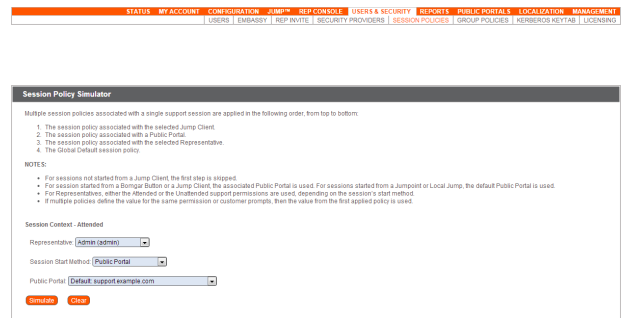 STATUS MY ACCOUNT CONFIGURATION JUMP™ REP CONSOLE USERS & SECURITY REPORTS PUBLIC PORTALS LOCALIZATION MANAGEMENT
USERS | EMBASSY | REP INVITE | SECURITY PROVIDERS | SESSION POLICIES | GROUP POLICIES | KERBEROS KEYTAB | LICENSING
Session Policy Simulator
Multiple session policies associated with a single support session are applied in the following order, from top to bottom:
1. The session policy associated with the selected Jump Client.
2. The session policy associated with a Public Portal.
3. The session policy associated with the selected Representative.
4. The Global Default session policy.
NOTES:
• For sessions not started from a Jump Client, the first step is skipped.
• For session started from a Bomgar Button or a Jump Client, the associated Public Portal is used. For sessions started from a Jumpoint or Local Jump, the default Public Portal is used.
• For Representatives, either the Attended or the Unattended support permissions are used, depending on the session's start method.
• If multiple policies define the value for the same permission or customer prompts, then the value from the first applied policy is used.
Session Context - Attended
Representative: Admin (admin)
Session Start Method: Public Portal
Public Portal: Default: support.example.com
Simulate Clear